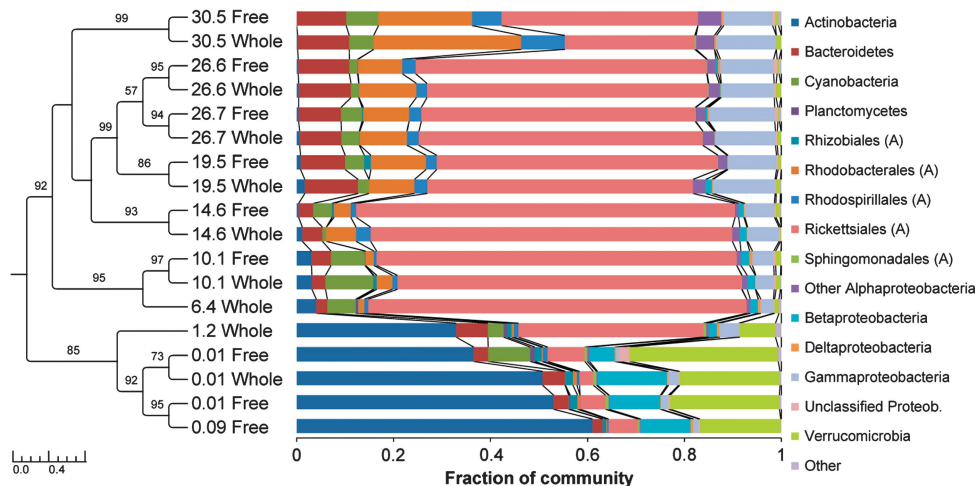 99
30.5 Free
30.5 Whole
95
26.6 Free
57
26.6 Whole
94
26.7 Free
99
26.7 Whole
86
19.5 Free
92
19.5 Whole
93
14.6 Free
14.6 Whole
97
10.1 Free
95
10.1 Whole
6.4 Whole
1.2 Whole
85
73
0.01 Free
92
0.01 Whole
95
0.01 Free
0.09 Free
0.0 0.4
0 0.2 0.4 0.6 0.8 1
Fraction of community
Actinobacteria
Bacteroidetes
Cyanobacteria
Planctomycetes
Rhizobiales (A)
Rhodobacterales (A)
Rhodospirillales (A)
Rickettsiales (A)
Sphingomonadales (A)
Other Alphaproteobacteria
Betaproteobacteria
Deltaproteobacteria
Gammaproteobacteria
Unclassified Proteob.
Verrucomicrobia
Other